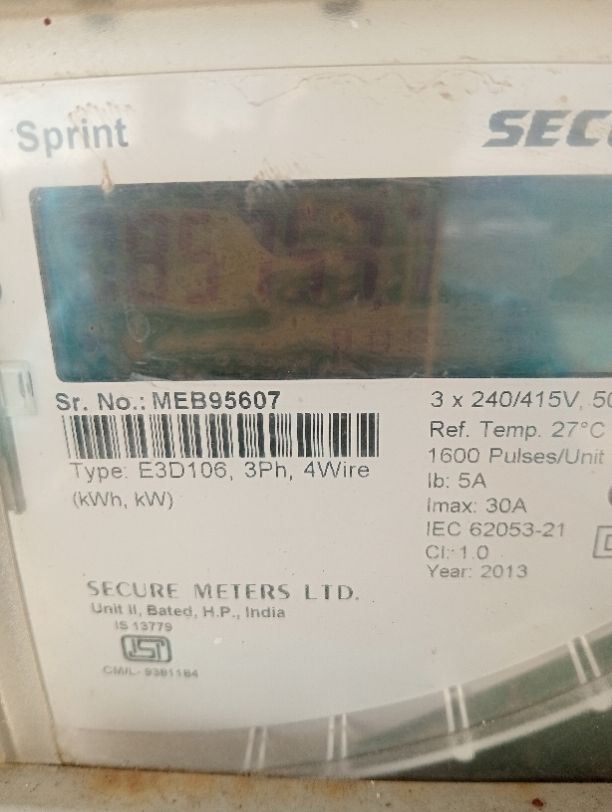 Sprint
Sr. No.: MEB95607
Type: E3D106, 3Ph, 4Wire
(kWh, kW)
3 x 240/415V, 50
Ref. Temp. 27°C
1600 Pulses/Unit
Ib: 5A
Imax: 30A
IEC 62053-21
Cl: 1.0
Year: 2013
SECURE METERS LTD.
Unit II, Bated, H.P., India
IS 13779
CM/L- 9381184